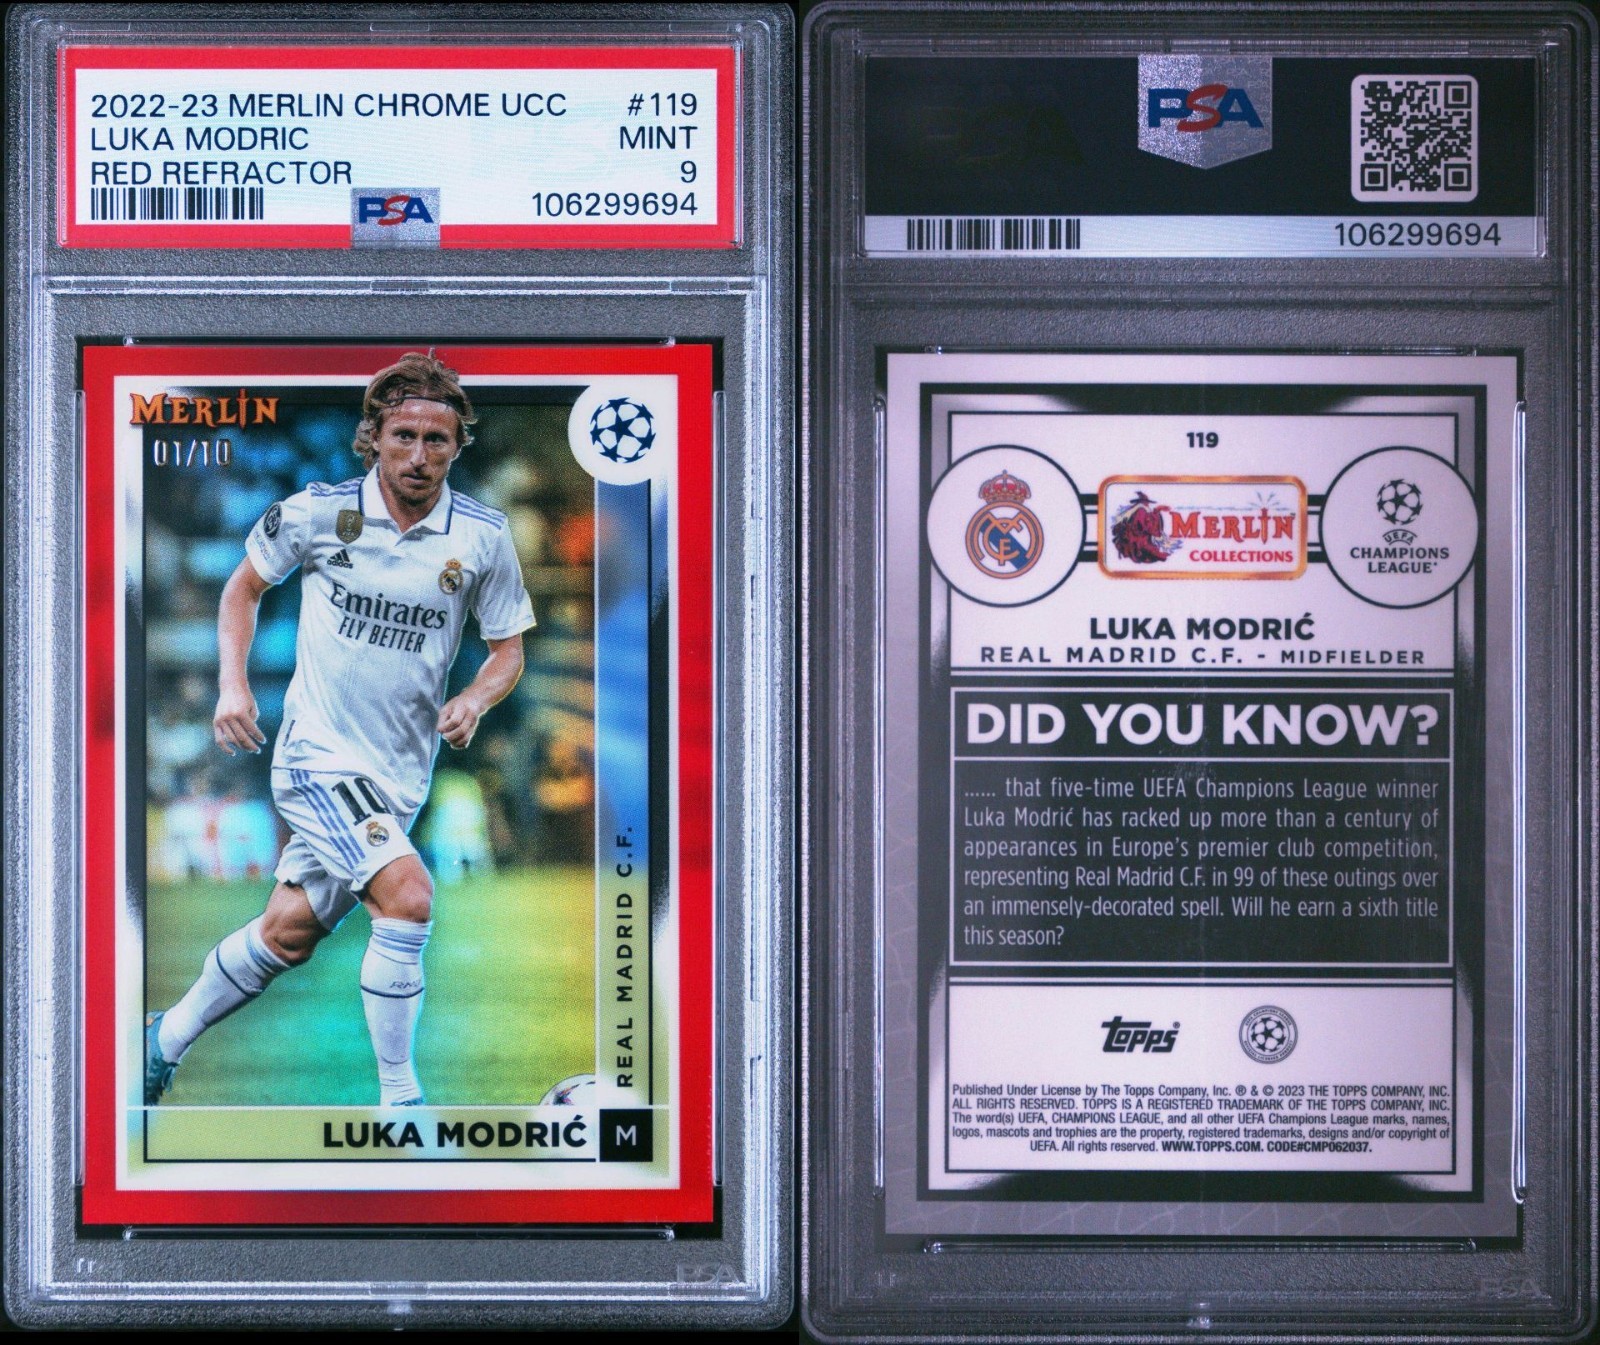 2022-23 MERLIN CHROME UCC #119
LUKA MODRIC MINT
RED REFRACTOR 9
PSA 106299694
MERLIN
01/10
adidas
Emirates
FLY BETTER
10
REAL MADRID C.F.
LUKA MODRIĆ M
PSA
PSA
106299694
119
MERLIN
COLLECTIONS
UEFA
CHAMPIONS
LEAGUE
LUKA MODRIĆ
REAL MADRID C.F. - MIDFIELDER
DID YOU KNOW?
...... that five-time UEFA Champions League winner
Luka Modrić has racked up more than a century of
appearances in Europe's premier club competition,
representing Real Madrid C.F. in 99 of these outings over
an immensely-decorated spell. Will he earn a sixth title
this season?
topps®
Published Under License by The Topps Company, Inc. ® & © 2023 THE TOPPS COMPANY, INC.
ALL RIGHTS RESERVED. TOPPS IS A REGISTERED TRADEMARK OF THE TOPPS COMPANY, INC.
The word(s) UEFA, CHAMPIONS LEAGUE, and all other UEFA Champions League marks, names,
logos, mascots and trophies are the property, registered trademarks, designs and/or copyright of
UEFA. All rights reserved. WWW.TOPPS.COM. CODE#CMP062037.
PSA